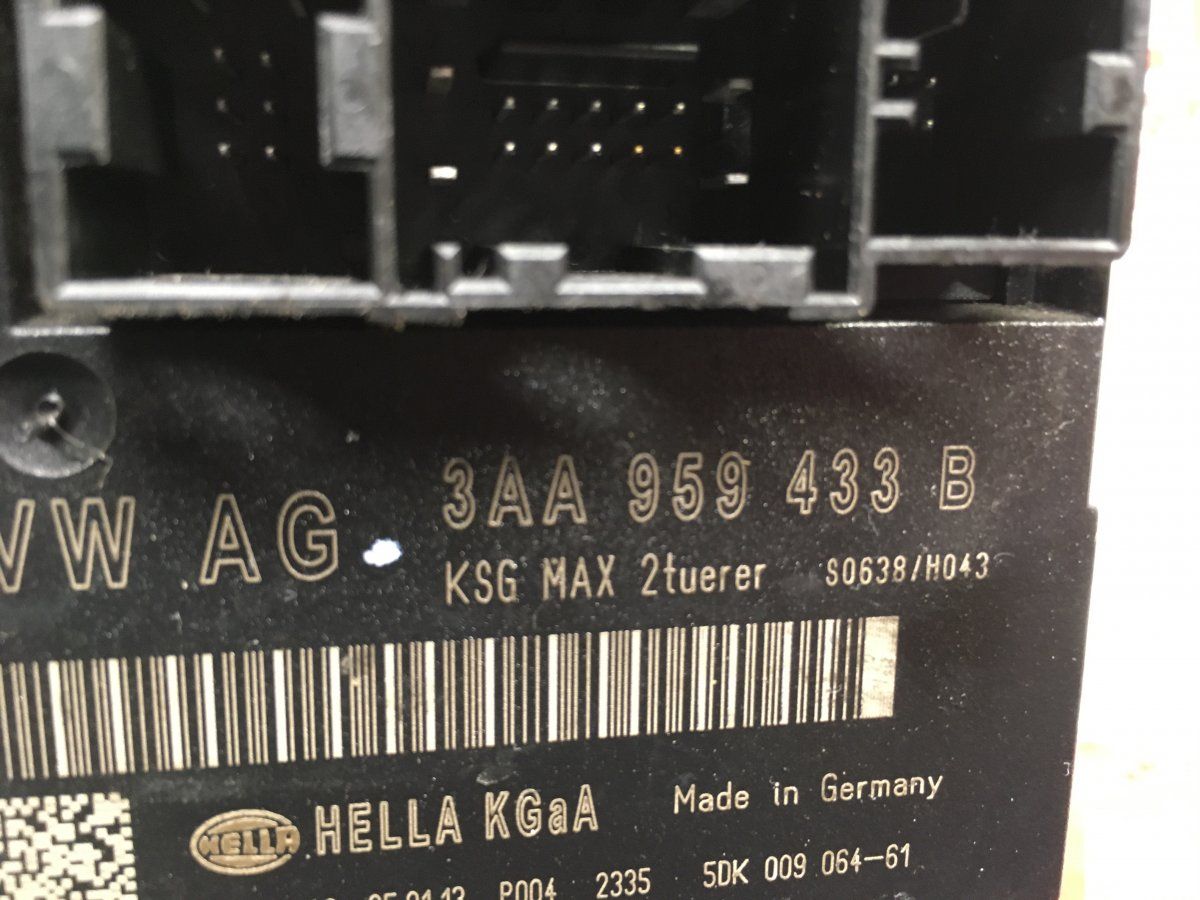 VW AG 3AA 959 433 B
KSG MAX 2tuerer S0638/H043
HELLA HELLA KGaA Made in Germany
P004 2335 5DK 009 064-61